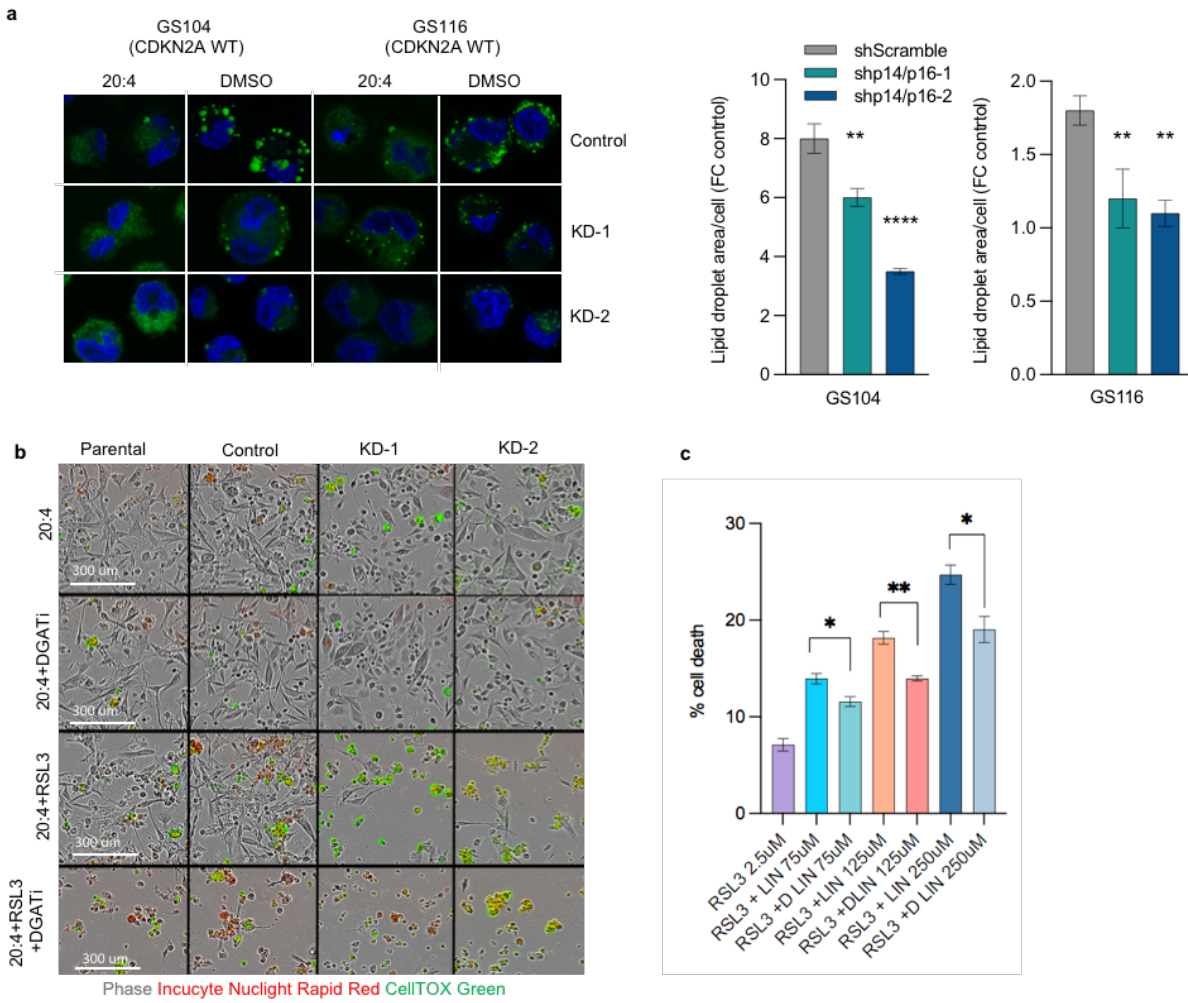 a
GS104
(CDKN2A WT)
GS116
(CDKN2A WT)
20:4
DMSO
20:4
DMSO
Control
KD-1
KD-2
shScramble
shp14/p16-1
shp14/p16-2
Lipid droplet area/cell (FC contrtol)
10
8
6
4
2
0
**
****
GS104
Lipid droplet area/cell (FC contrtol)
2.0
1.5
1.0
0.5
0.0
**
**
GS116
b
Parental
Control
KD-1
KD-2
20:4
300 um
20:4+DGATi
300 um
20:4+RSL3
300 um
20:4+RSL3
+DGATi
300 um
Phase Incucyte Nuclight Rapid Red CellTOX Green
c
% cell death
30
20
10
0
*
**
*
RSL3 2.5uM
RSL3 + LIN 75uM
RSL3 +D LIN 75uM
RSL3 +LIN 125uM
RSL3 +DLIN 125uM
RSL3 + LIN 250uM
RSL3 +D LIN 250uM